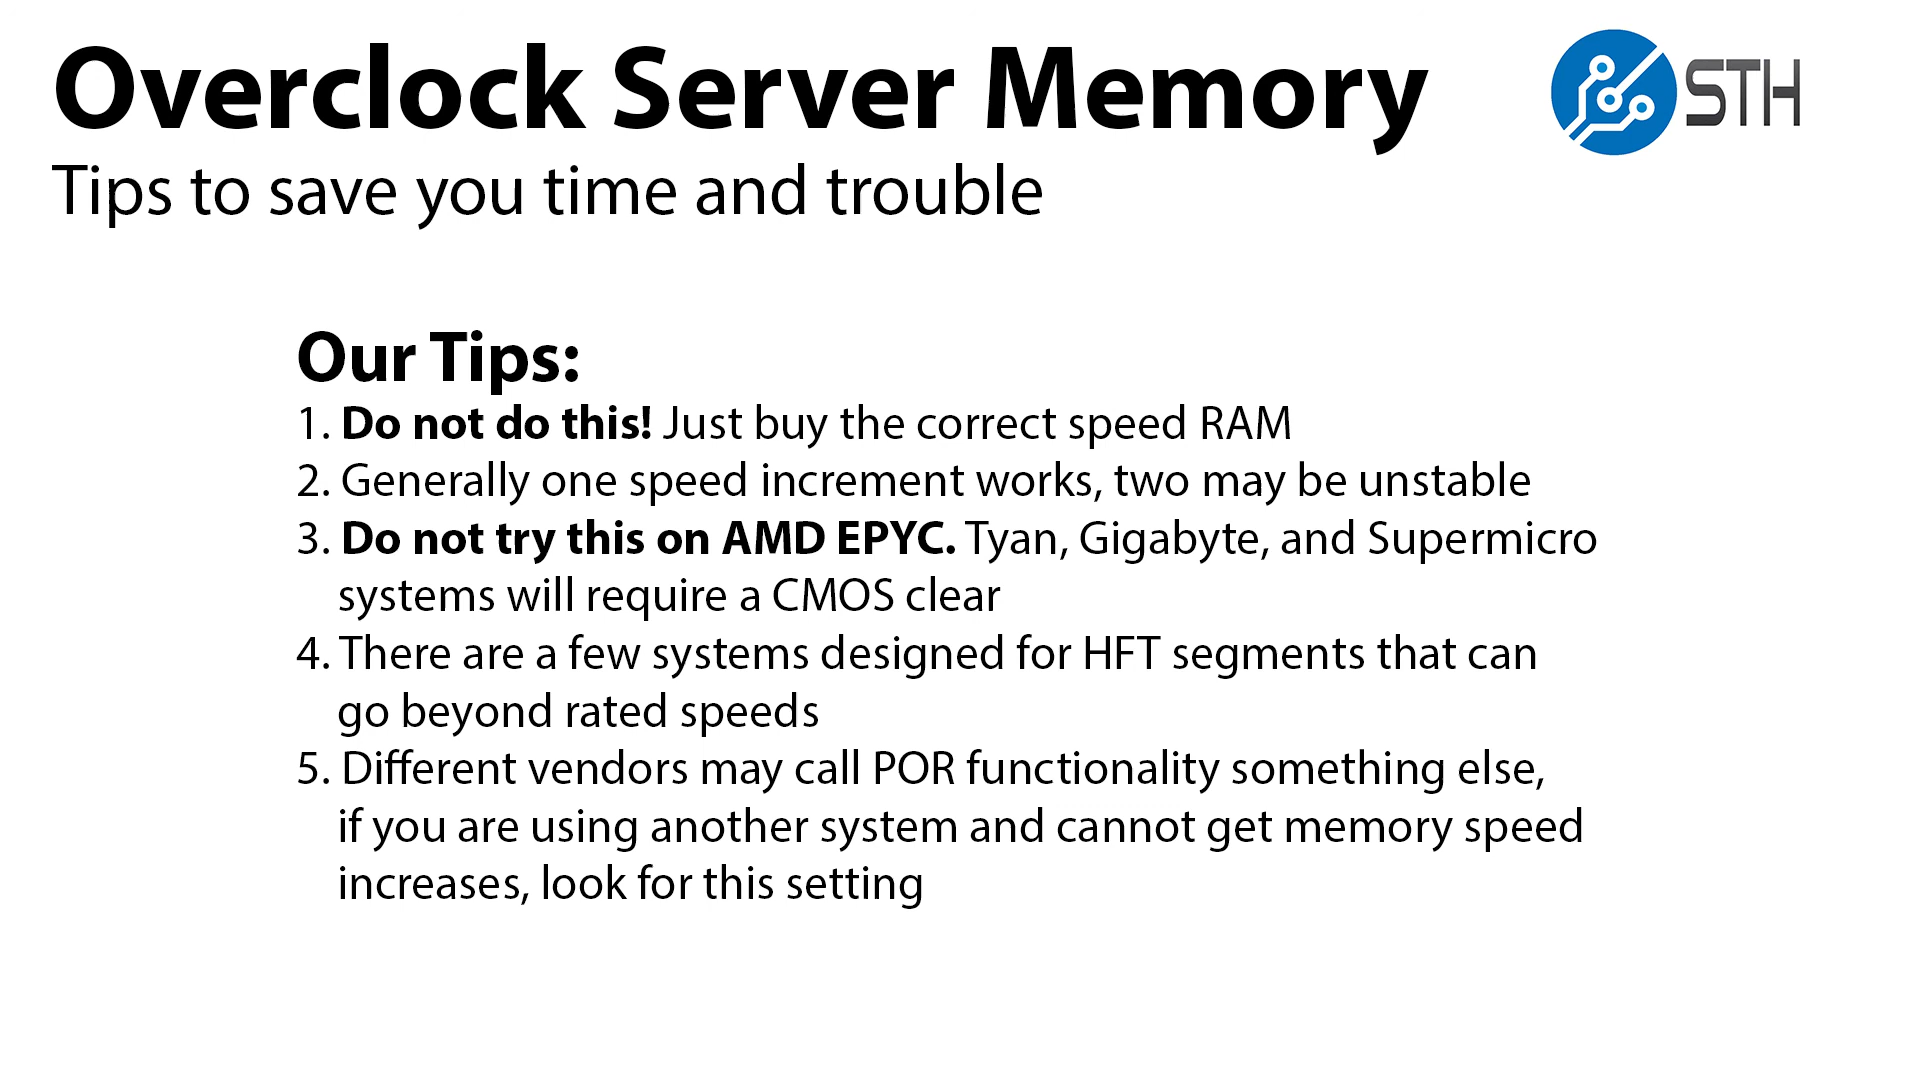 Overclock Server Memory
STH
Tips to save you time and trouble
Our Tips:
1. Do not do this! Just buy the correct speed RAM
2. Generally one speed increment works, two may be unstable
3. Do not try this on AMD EPYC. Tyan, Gigabyte, and Supermicro
systems will require a CMOS clear
4. There are a few systems designed for HFT segments that can
go beyond rated speeds
5. Different vendors may call POR functionality something else,
if you are using another system and cannot get memory speed
increases, look for this setting